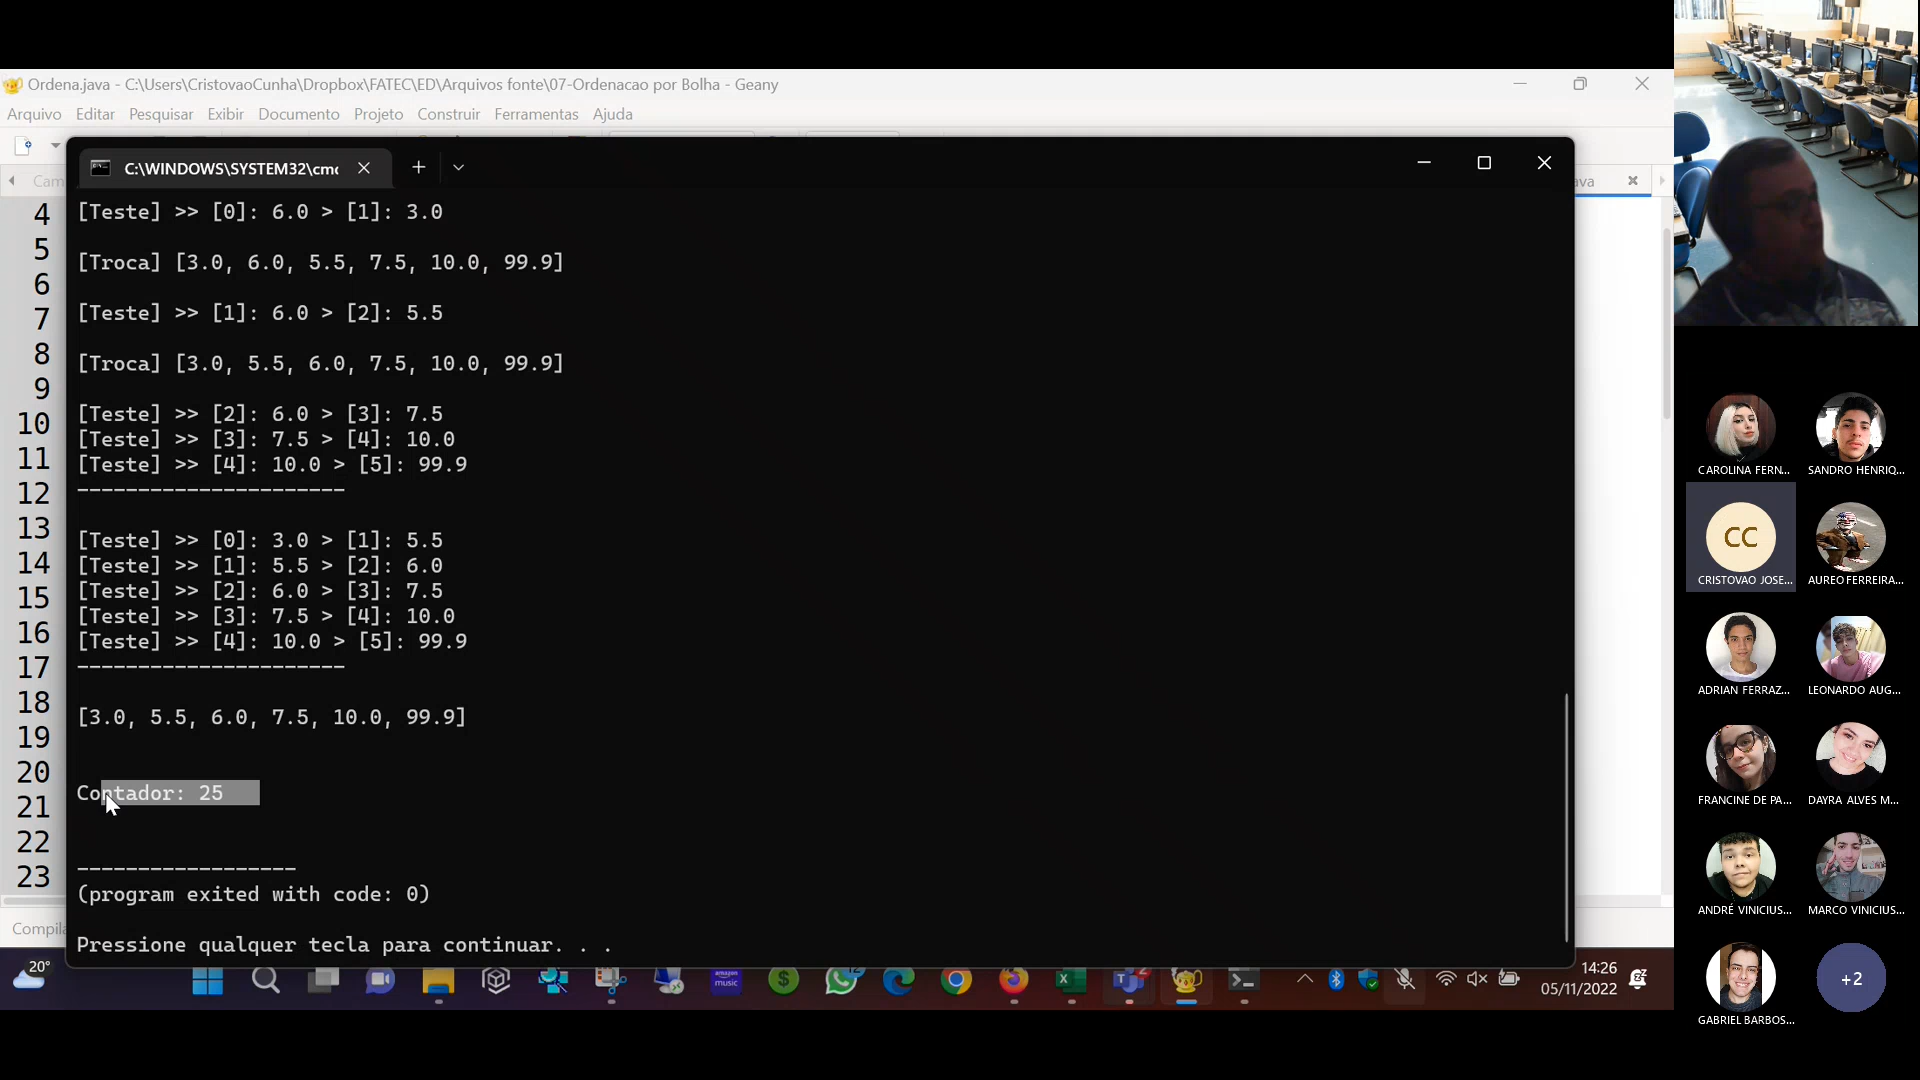 Ordena.java - C:\Users\CristovaoCunha\Dropbox\FATEC\ED\Arquivos fonte\07-Ordenacao por Bolha - Geany
Arquivo Editar Pesquisar Exibir Documento Projeto Construir Ferramentas Ajuda
C:\WINDOWS\SYSTEM32\cmc
4
5
6
7
8
9
10
11
12
13
14
15
16
17
18
19
20
21
22
23
[Teste] >> [0]: 6.0 > [1]: 3.0
[Troca] [3.0, 6.0, 5.5, 7.5, 10.0, 99.9]
[Teste] >> [1]: 6.0 > [2]: 5.5
[Troca] [3.0, 5.5, 6.0, 7.5, 10.0, 99.9]
[Teste] >> [2]: 6.0 > [3]: 7.5
[Teste] >> [3]: 7.5 > [4]: 10.0
[Teste] >> [4]: 10.0 > [5]: 99.9
----------------------
[Teste] >> [0]: 3.0 > [1]: 5.5
[Teste] >> [1]: 5.5 > [2]: 6.0
[Teste] >> [2]: 6.0 > [3]: 7.5
[Teste] >> [3]: 7.5 > [4]: 10.0
[Teste] >> [4]: 10.0 > [5]: 99.9
----------------------
[3.0, 5.5, 6.0, 7.5, 10.0, 99.9]
Contador: 25
------------------
(program exited with code: 0)
Pressione qualquer tecla para continuar. . .
20°
14:26
05/11/2022
CAROLINA FERN... SANDRO HENRIQ...
CC
CRISTOVAO JOSE... AUREO FERREIRA...
ADRIAN FERRAZ... LEONARDO AUG...
FRANCINE DE PA... DAYRA ALVES M...
ANDRÉ VINICIUS... MARCO VINICIUS...
+2
GABRIEL BARBOS...